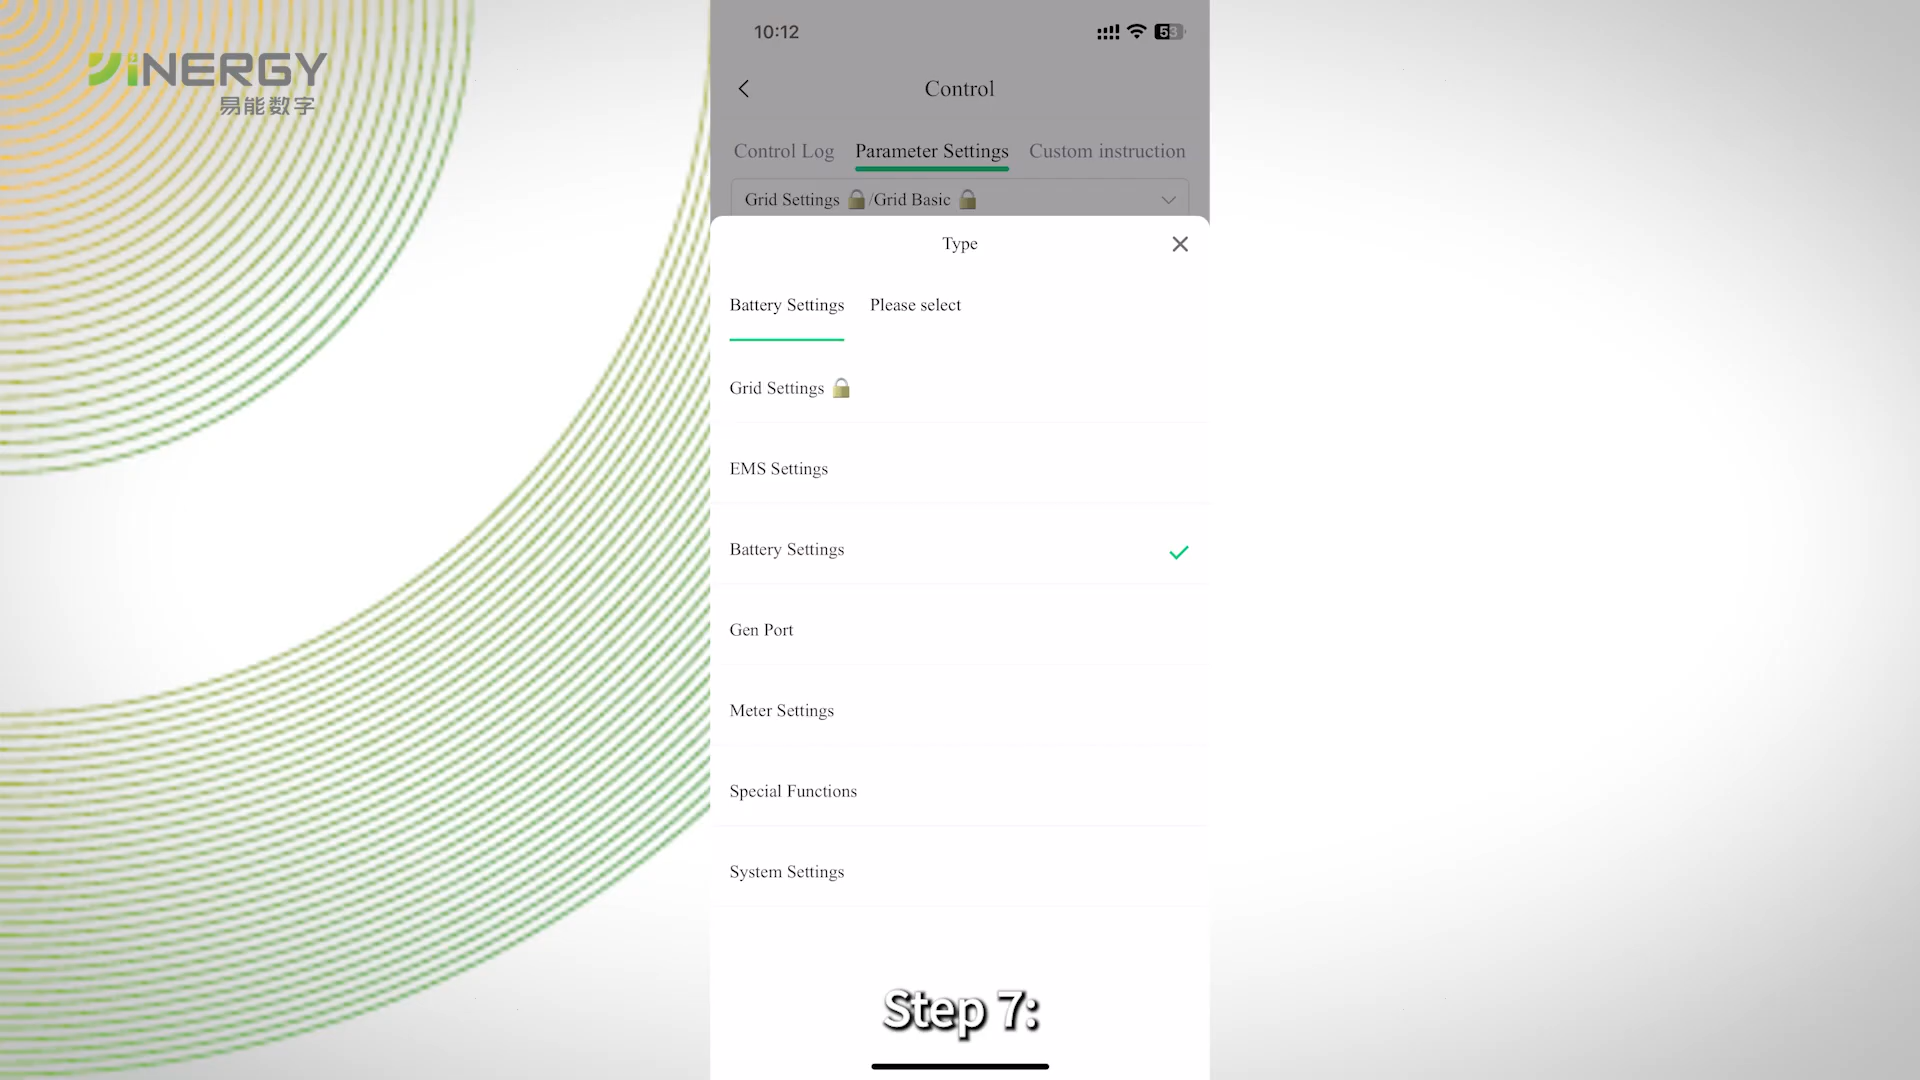 YINERGY
易能数字
10:12
53
Control
Control Log Parameter Settings Custom instruction
Grid Settings 🔒/Grid Basic 🔒
Type
Battery Settings Please select
Grid Settings 🔒
EMS Settings
Battery Settings
Gen Port
Meter Settings
Special Functions
System Settings
Step 7: